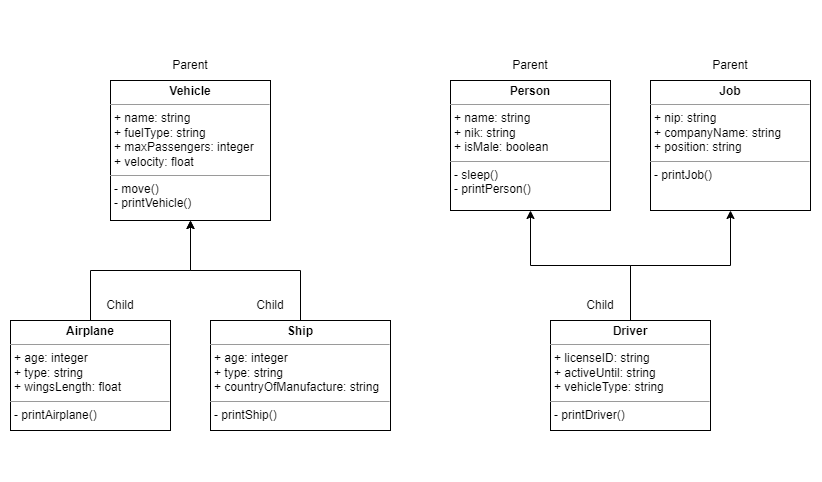 Parent
Vehicle
+ name: string
+ fuelType: string
+ maxPassengers: integer
+ velocity: float
- move()
- printVehicle()
Child
Airplane
+ age: integer
+ type: string
+ wingsLength: float
- printAirplane()
Child
Ship
+ age: integer
+ type: string
+ countryOfManufacture: string
- printShip()
Parent
Person
+ name: string
+ nik: string
+ isMale: boolean
- sleep()
- printPerson()
Parent
Job
+ nip: string
+ companyName: string
+ position: string
- printJob()
Child
Driver
+ licenseID: string
+ activeUntil: string
+ vehicleType: string
- printDriver()